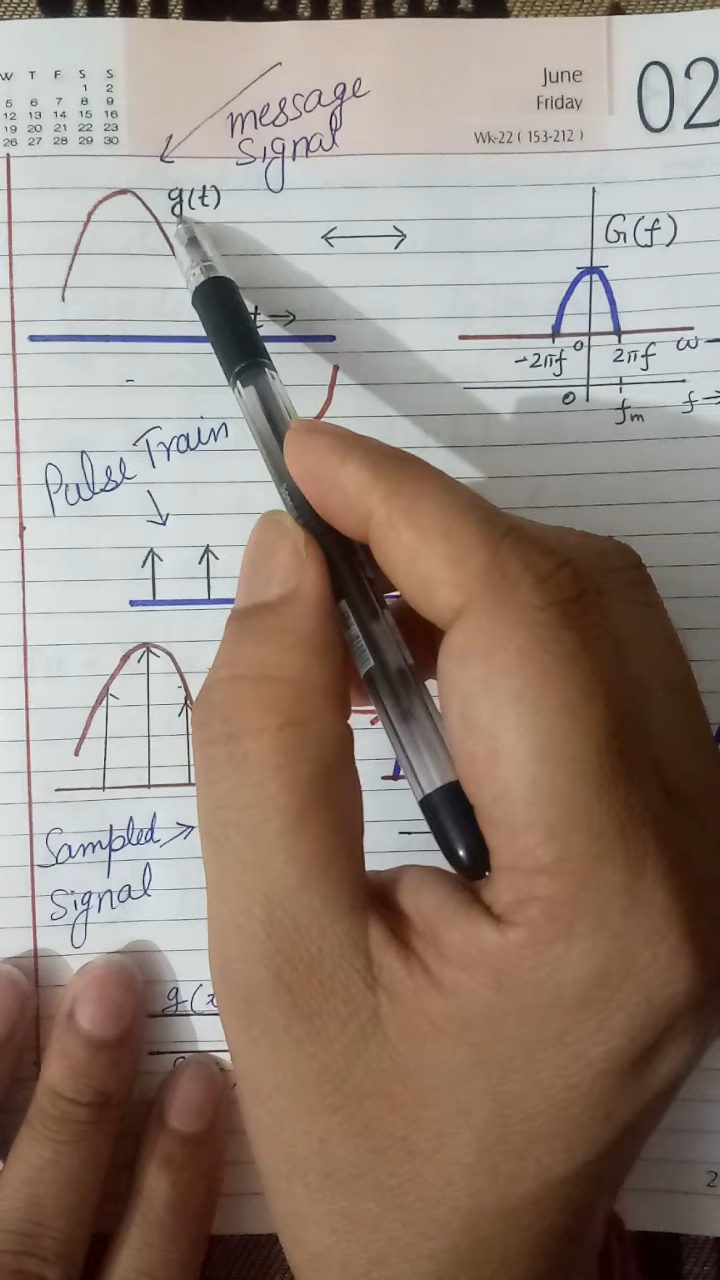 W T F S S
1 2
5 6 7 8 9
12 13 14 15 16
19 20 21 22 23
26 27 28 29 30
June
Friday
Wk-22 ( 153-212 )
02
message
signal
g(t)
t →
G(f)
-2πf 0 2πf ω
0 fm f →
Pulse Train
Sampled
signal
g(
2